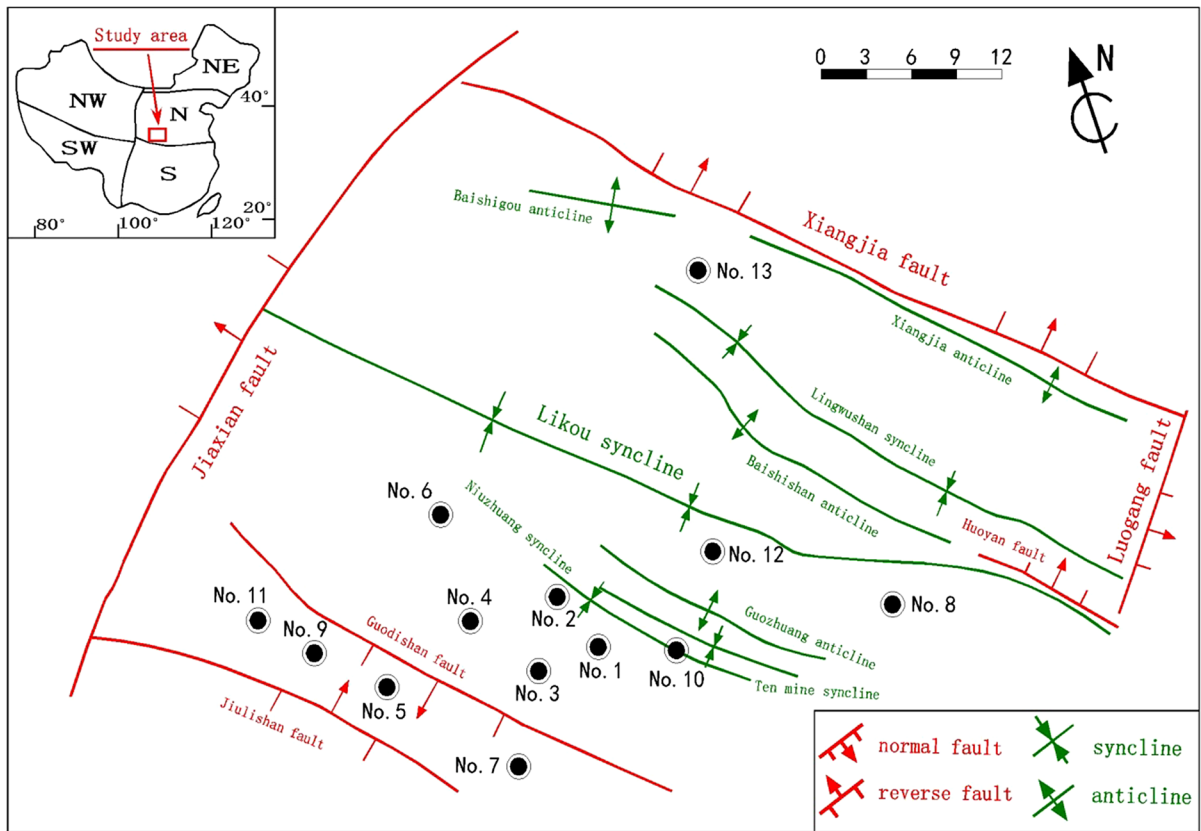 Study area
NE
NW
N
SW
S
40°
20°
80°
100°
120°
0 3 6 9 12
N
Baishigou anticline
Xiangjia fault
No. 13
Xiangjia anticline
Jiaxian fault
Lingwushan syncline
Likou syncline
Baishishan anticline
Luogang fault
No. 6
Niuzhuang syncline
Huoyan fault
No. 12
No. 11
No. 4
No. 2
No. 8
No. 9
Guodishan fault
Guozhuang anticline
No. 1
No. 10
No. 3
Ten mine syncline
No. 5
Jiulishan fault
No. 7
normal fault
syncline
reverse fault
anticline